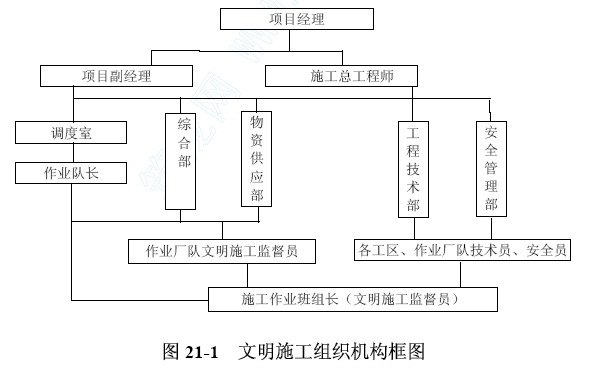 项目经理
项目副经理
施工总工程师
调度室
综合部
物资供应部
工程技术部
安全管理部
作业队长
作业厂队文明施工监督员
各工区、作业厂队技术员、安全员
施工作业班组长（文明施工监督员）
图 21-1 文明施工组织机构框图